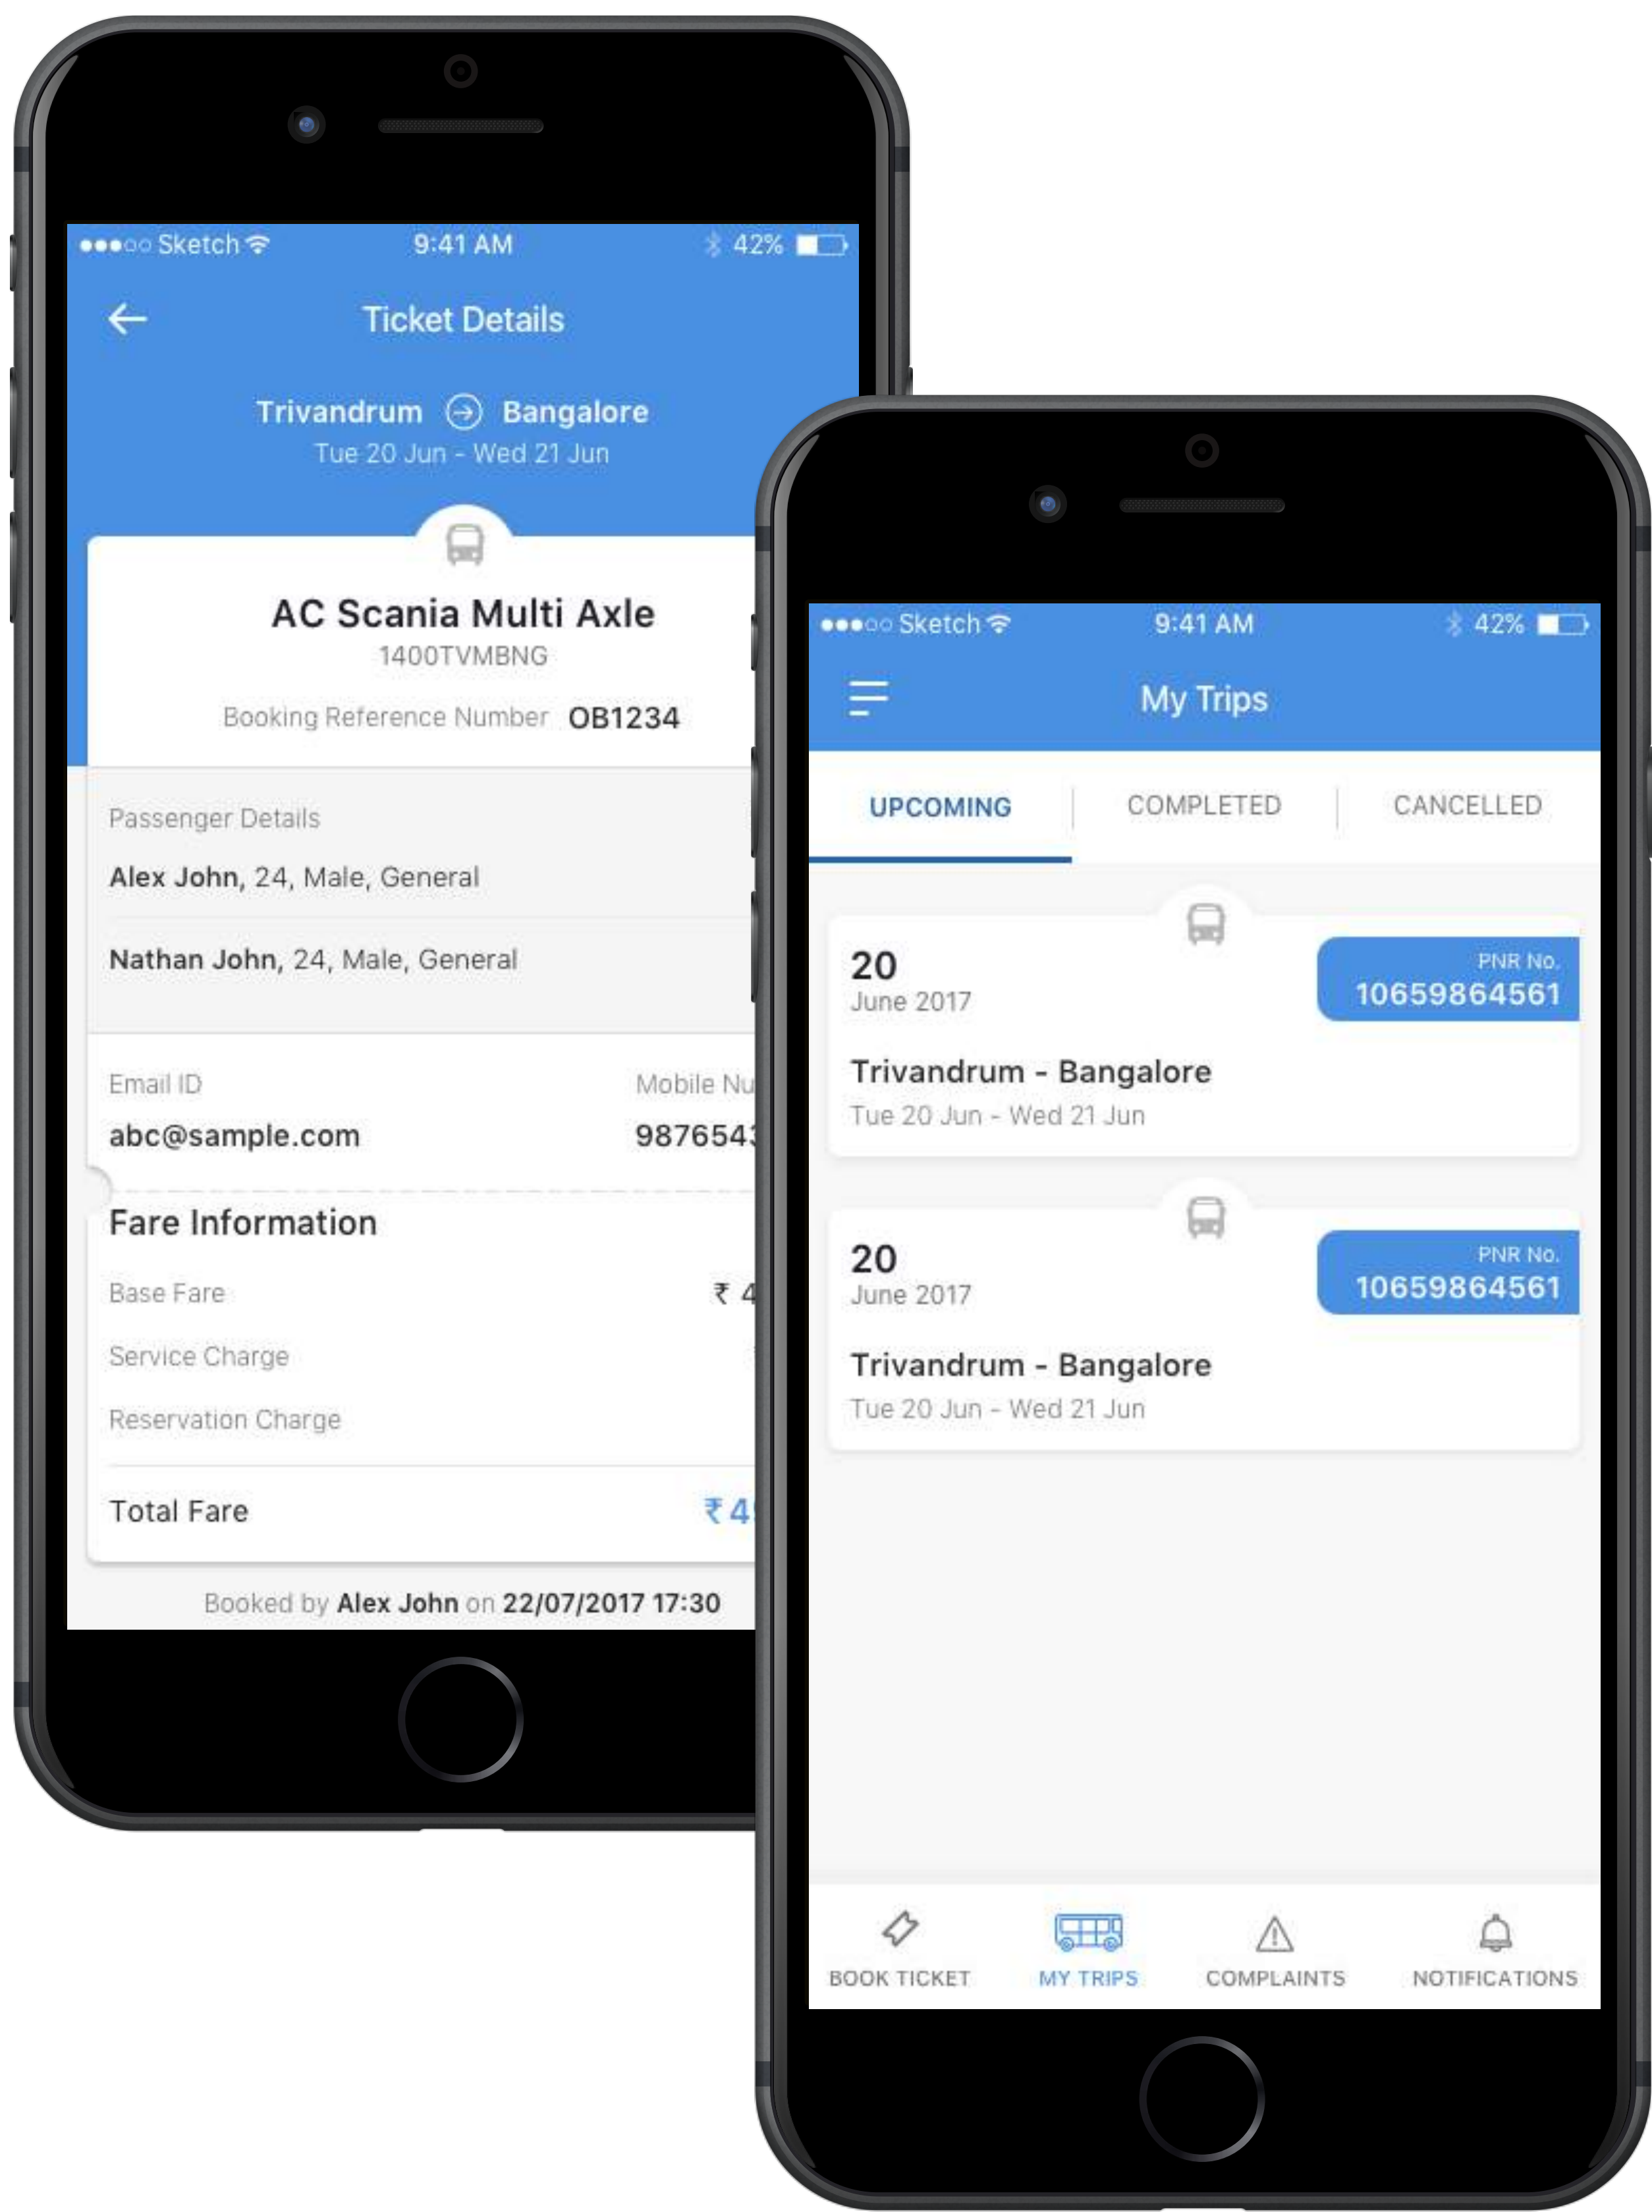 Sketch 9:41 AM 42%
Ticket Details
Trivandrum Bangalore
Tue 20 Jun - Wed 21 Jun
AC Scania Multi Axle
1400TVMBNG
Booking Reference Number OB1234
Passenger Details
Alex John, 24, Male, General
Nathan John, 24, Male, General
Email ID Mobile
abc@sample.com
Fare Information
Base Fare ₹
Service Charge
Reservation Charge
Total Fare ₹
Booked by Alex John on 22/07/2017 17:30
Sketch 9:41 AM 42%
My Trips
UPCOMING COMPLETED CANCELLED
20
June 2017
PNR No.
10659864561
Trivandrum - Bangalore
Tue 20 Jun - Wed 21 Jun
20
June 2017
PNR No.
10659864561
Trivandrum - Bangalore
Tue 20 Jun - Wed 21 Jun
BOOK TICKET MY TRIPS COMPLAINTS NOTIFICATIONS